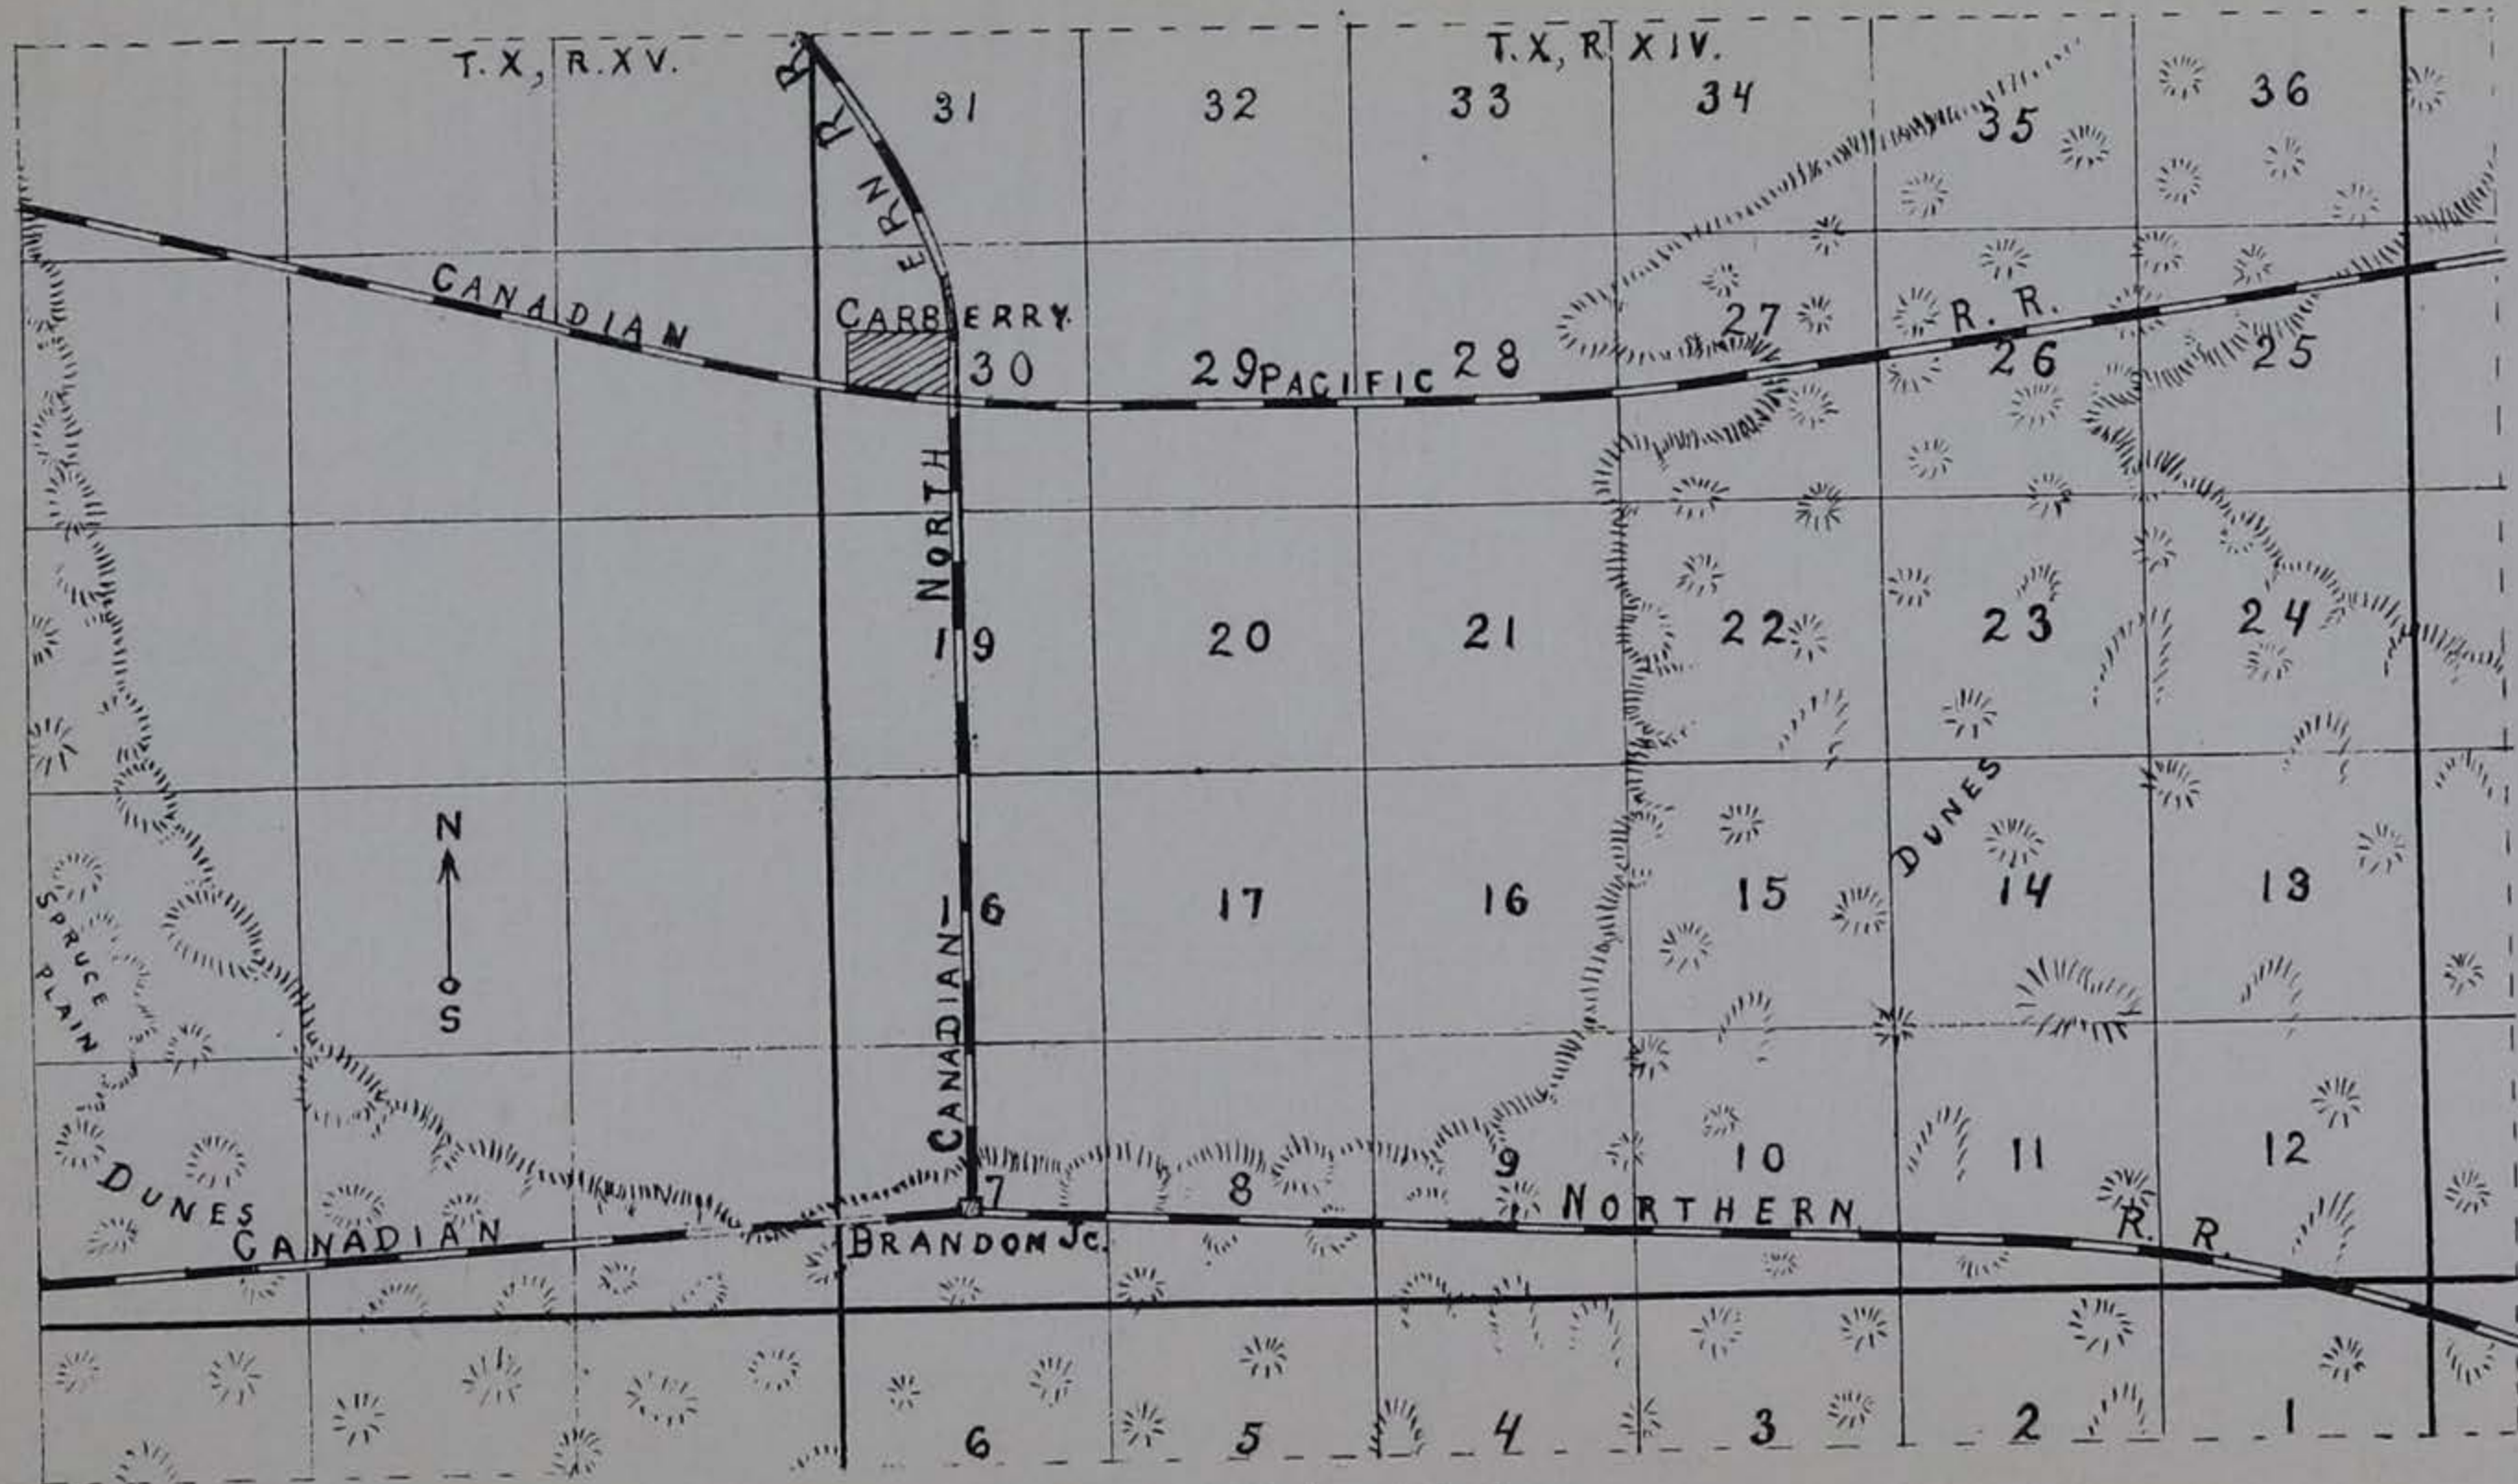 T. X, R. X V.
T. X, R X I V.
31
32
33
34
35
36
CANADIAN
NORTH
ERN R R.
CARBERRY.
30
29
PACIFIC
28
27
R. R.
26
25
19
20
21
22
23
24
N
S
SPRUCE
PLAIN
DUNES
16
17
16
15
14
13
CANADIAN
7
8
9
10
11
12
DUNES
CANADIAN
BRANDON Jc.
NORTHERN
R. R.
6
5
4
3
2
1